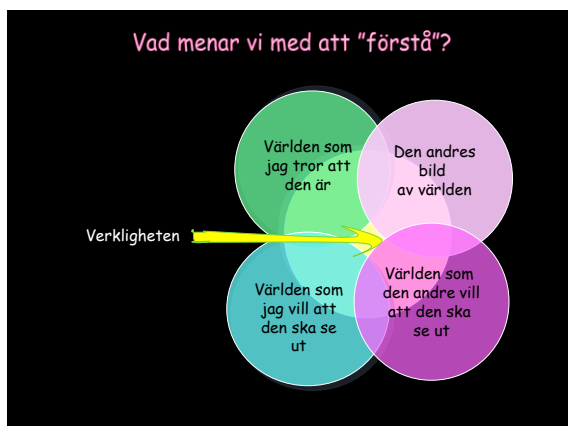 Vad menar vi med att ”förstå”?
Världen som
jag tror att
den är
Den andres
bild
av världen
Verkligheten
Världen som
jag vill att
den ska se
ut
Världen som
den andre vill
att den ska
se ut